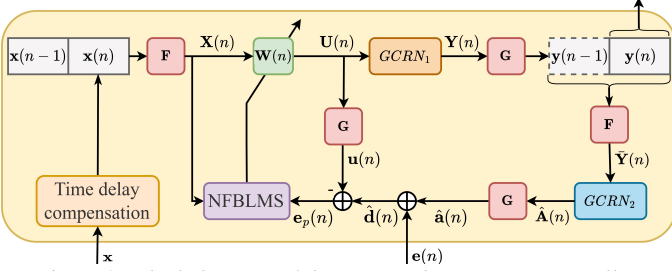 X(n) U(n) Y(n)
x(n−1) x(n) F W(n) GCRN₁ G y(n−1) y(n)
G F
u(n) Ȳ(n)
Time delay
compensation
NFBLMS - G GCRN₂
e_p(n) d̂(n) â(n) Â(n)
x e(n)